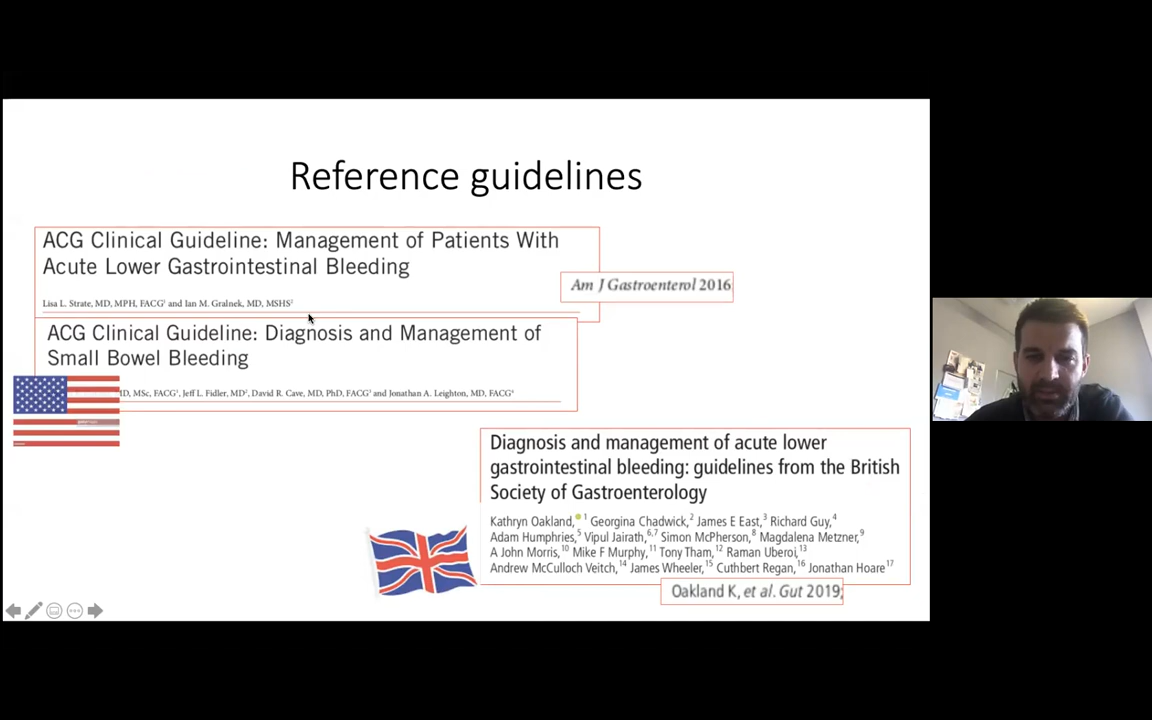 Reference guidelines
ACG Clinical Guideline: Management of Patients With
Acute Lower Gastrointestinal Bleeding
Lisa L. Strate, MD, MPH, FACG1 and Ian M. Gralnek, MD, MSHS2
Am J Gastroenterol 2016
ACG Clinical Guideline: Diagnosis and Management of
Small Bowel Bleeding
MSc, FACG1, Jeff L. Fidler, MD2, David R. Cave, MD, PhD, FACG3 and Jonathan A. Leighton, MD, FACG4
Diagnosis and management of acute lower
gastrointestinal bleeding: guidelines from the British
Society of Gastroenterology
Kathryn Oakland,1 Georgina Chadwick,2 James E East,3 Richard Guy,4
Adam Humphries,5 Vipul Jairath,6,7 Simon McPherson,8 Magdalena Metzner,9
A John Morris,10 Mike F Murphy,11 Tony Tham,12 Raman Uberoi,13
Andrew McCulloch Veitch,14 James Wheeler,15 Cuthbert Regan,16 Jonathan Hoare17
Oakland K, et al. Gut 2019;